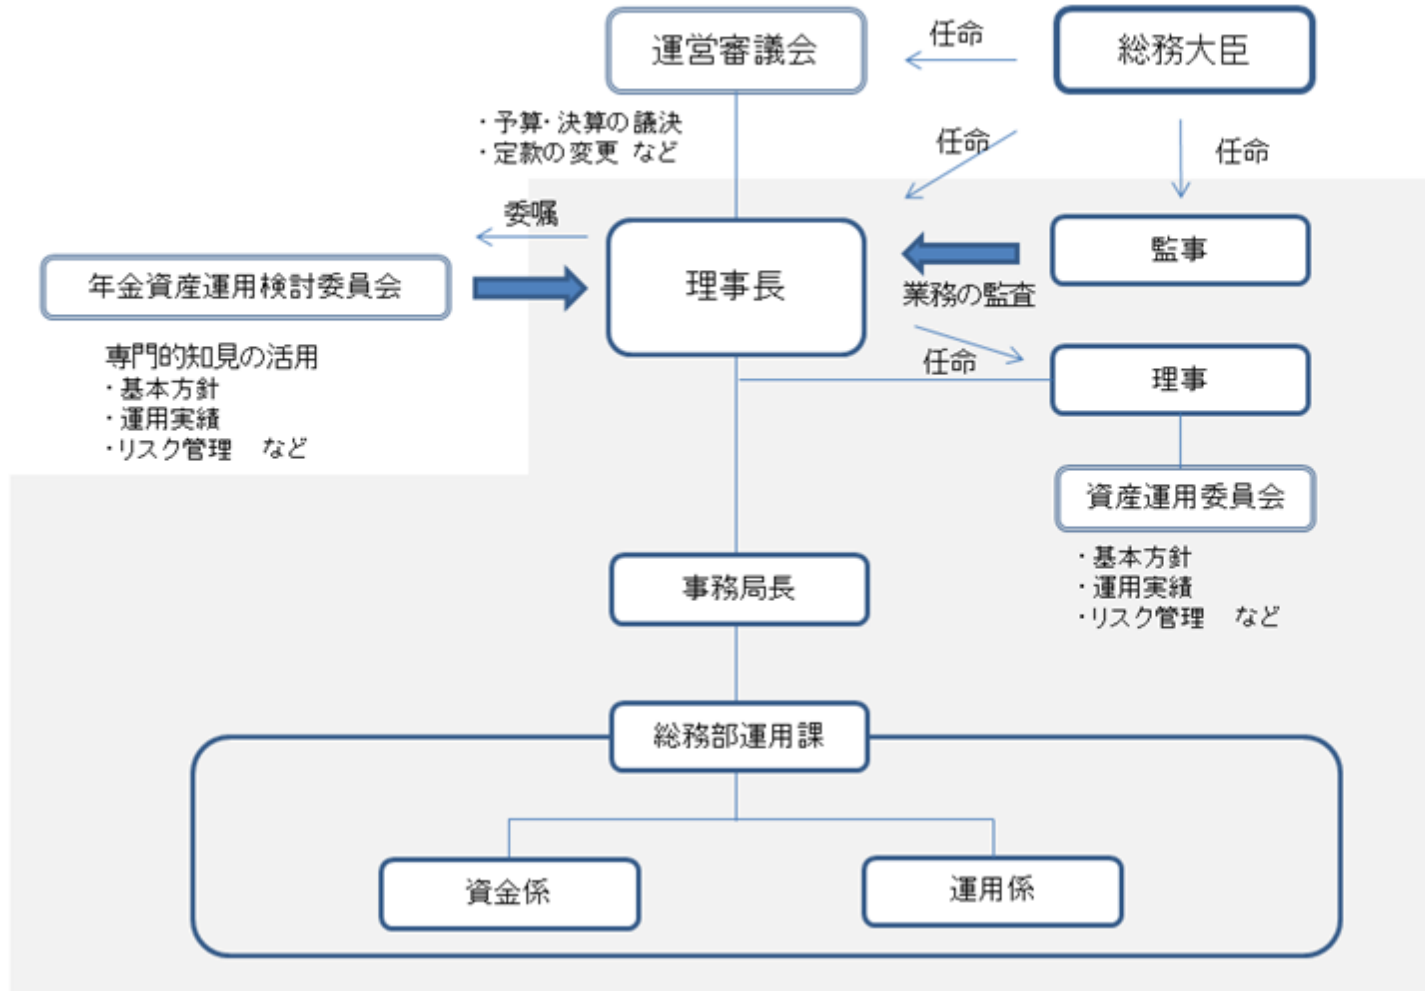 運営審議会
任命
総務大臣
・予算・決算の議決
・定款の変更 など
任命
任命
委嘱
年金資産運用検討委員会
理事長
監事
業務の監査
専門的知見の活用
・基本方針
・運用実績
・リスク管理 など
任命
理事
資産運用委員会
・基本方針
・運用実績
・リスク管理 など
事務局長
総務部運用課
資金係
運用係